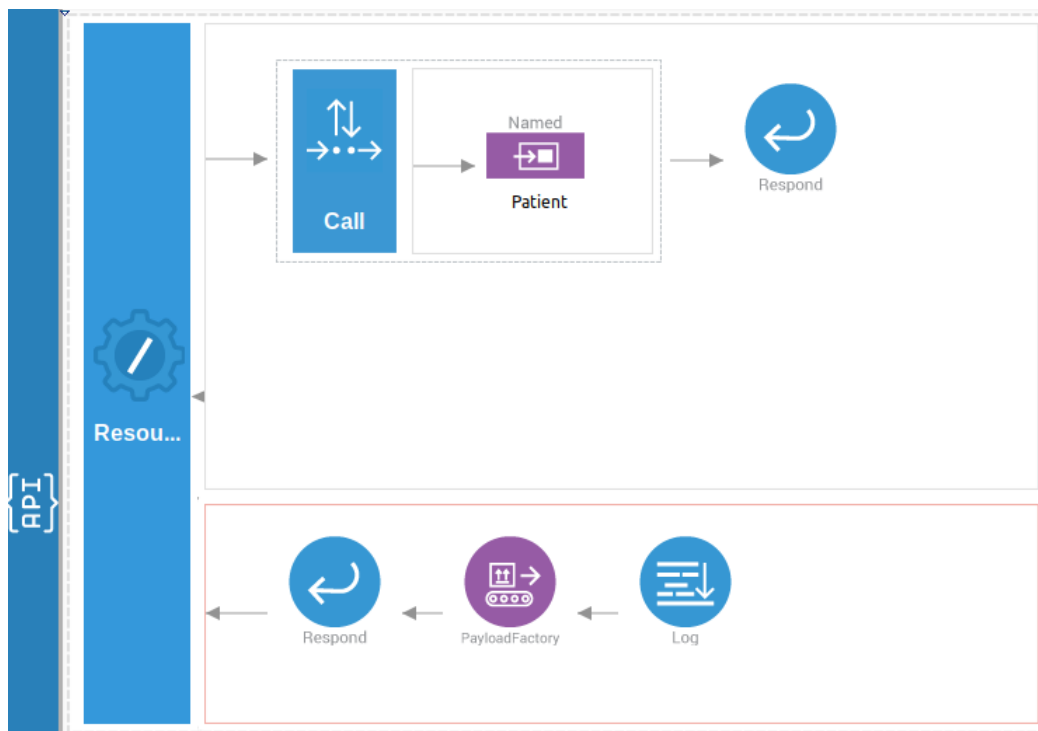 Named
Patient
Call
Respond
Resou...
{API}
Respond
PayloadFactory
Log